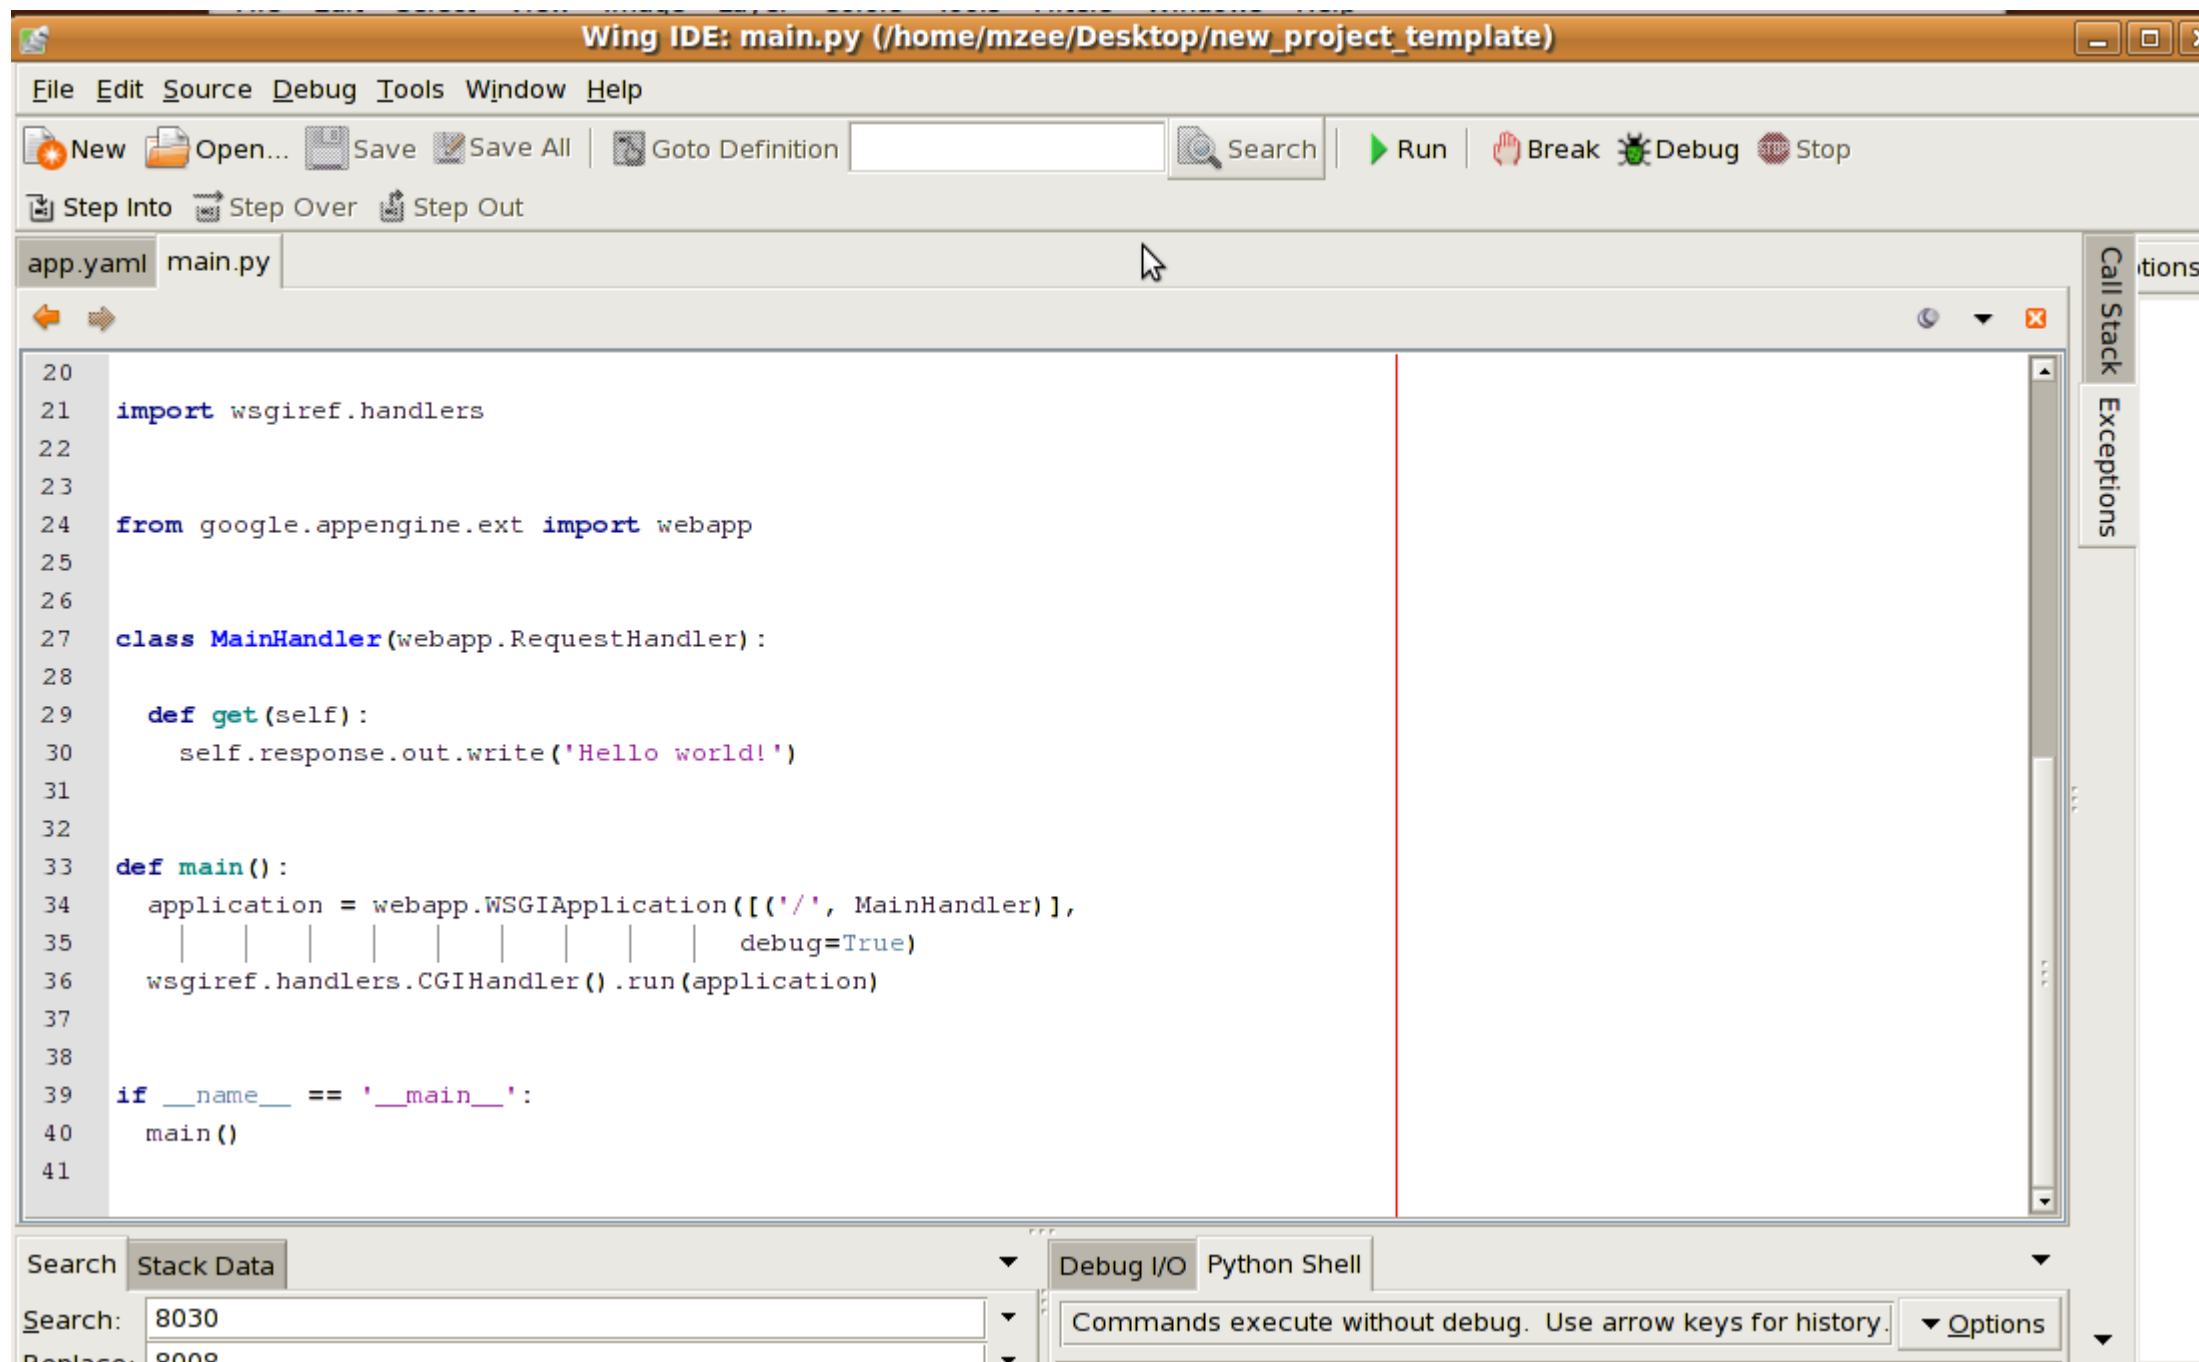 Wing IDE: main.py (/home/mzee/Desktop/new_project_template)
File Edit Source Debug Tools Window Help
New Open... Save Save All Goto Definition Search Run Break Debug Stop
Step Into Step Over Step Out
app.yaml main.py
Call Stack
Exceptions
tions
20
21 import wsgiref.handlers
22
23
24 from google.appengine.ext import webapp
25
26
27 class MainHandler(webapp.RequestHandler):
28
29 def get(self):
30 self.response.out.write('Hello world!')
31
32
33 def main():
34 application = webapp.WSGIApplication([('/', MainHandler)],
35 debug=True)
36 wsgiref.handlers.CGIHandler().run(application)
37
38
39 if __name__ == '__main__':
40 main()
41
Search Stack Data
Debug I/O Python Shell
Search: 8030
Commands execute without debug. Use arrow keys for history. Options
Replace: 8008